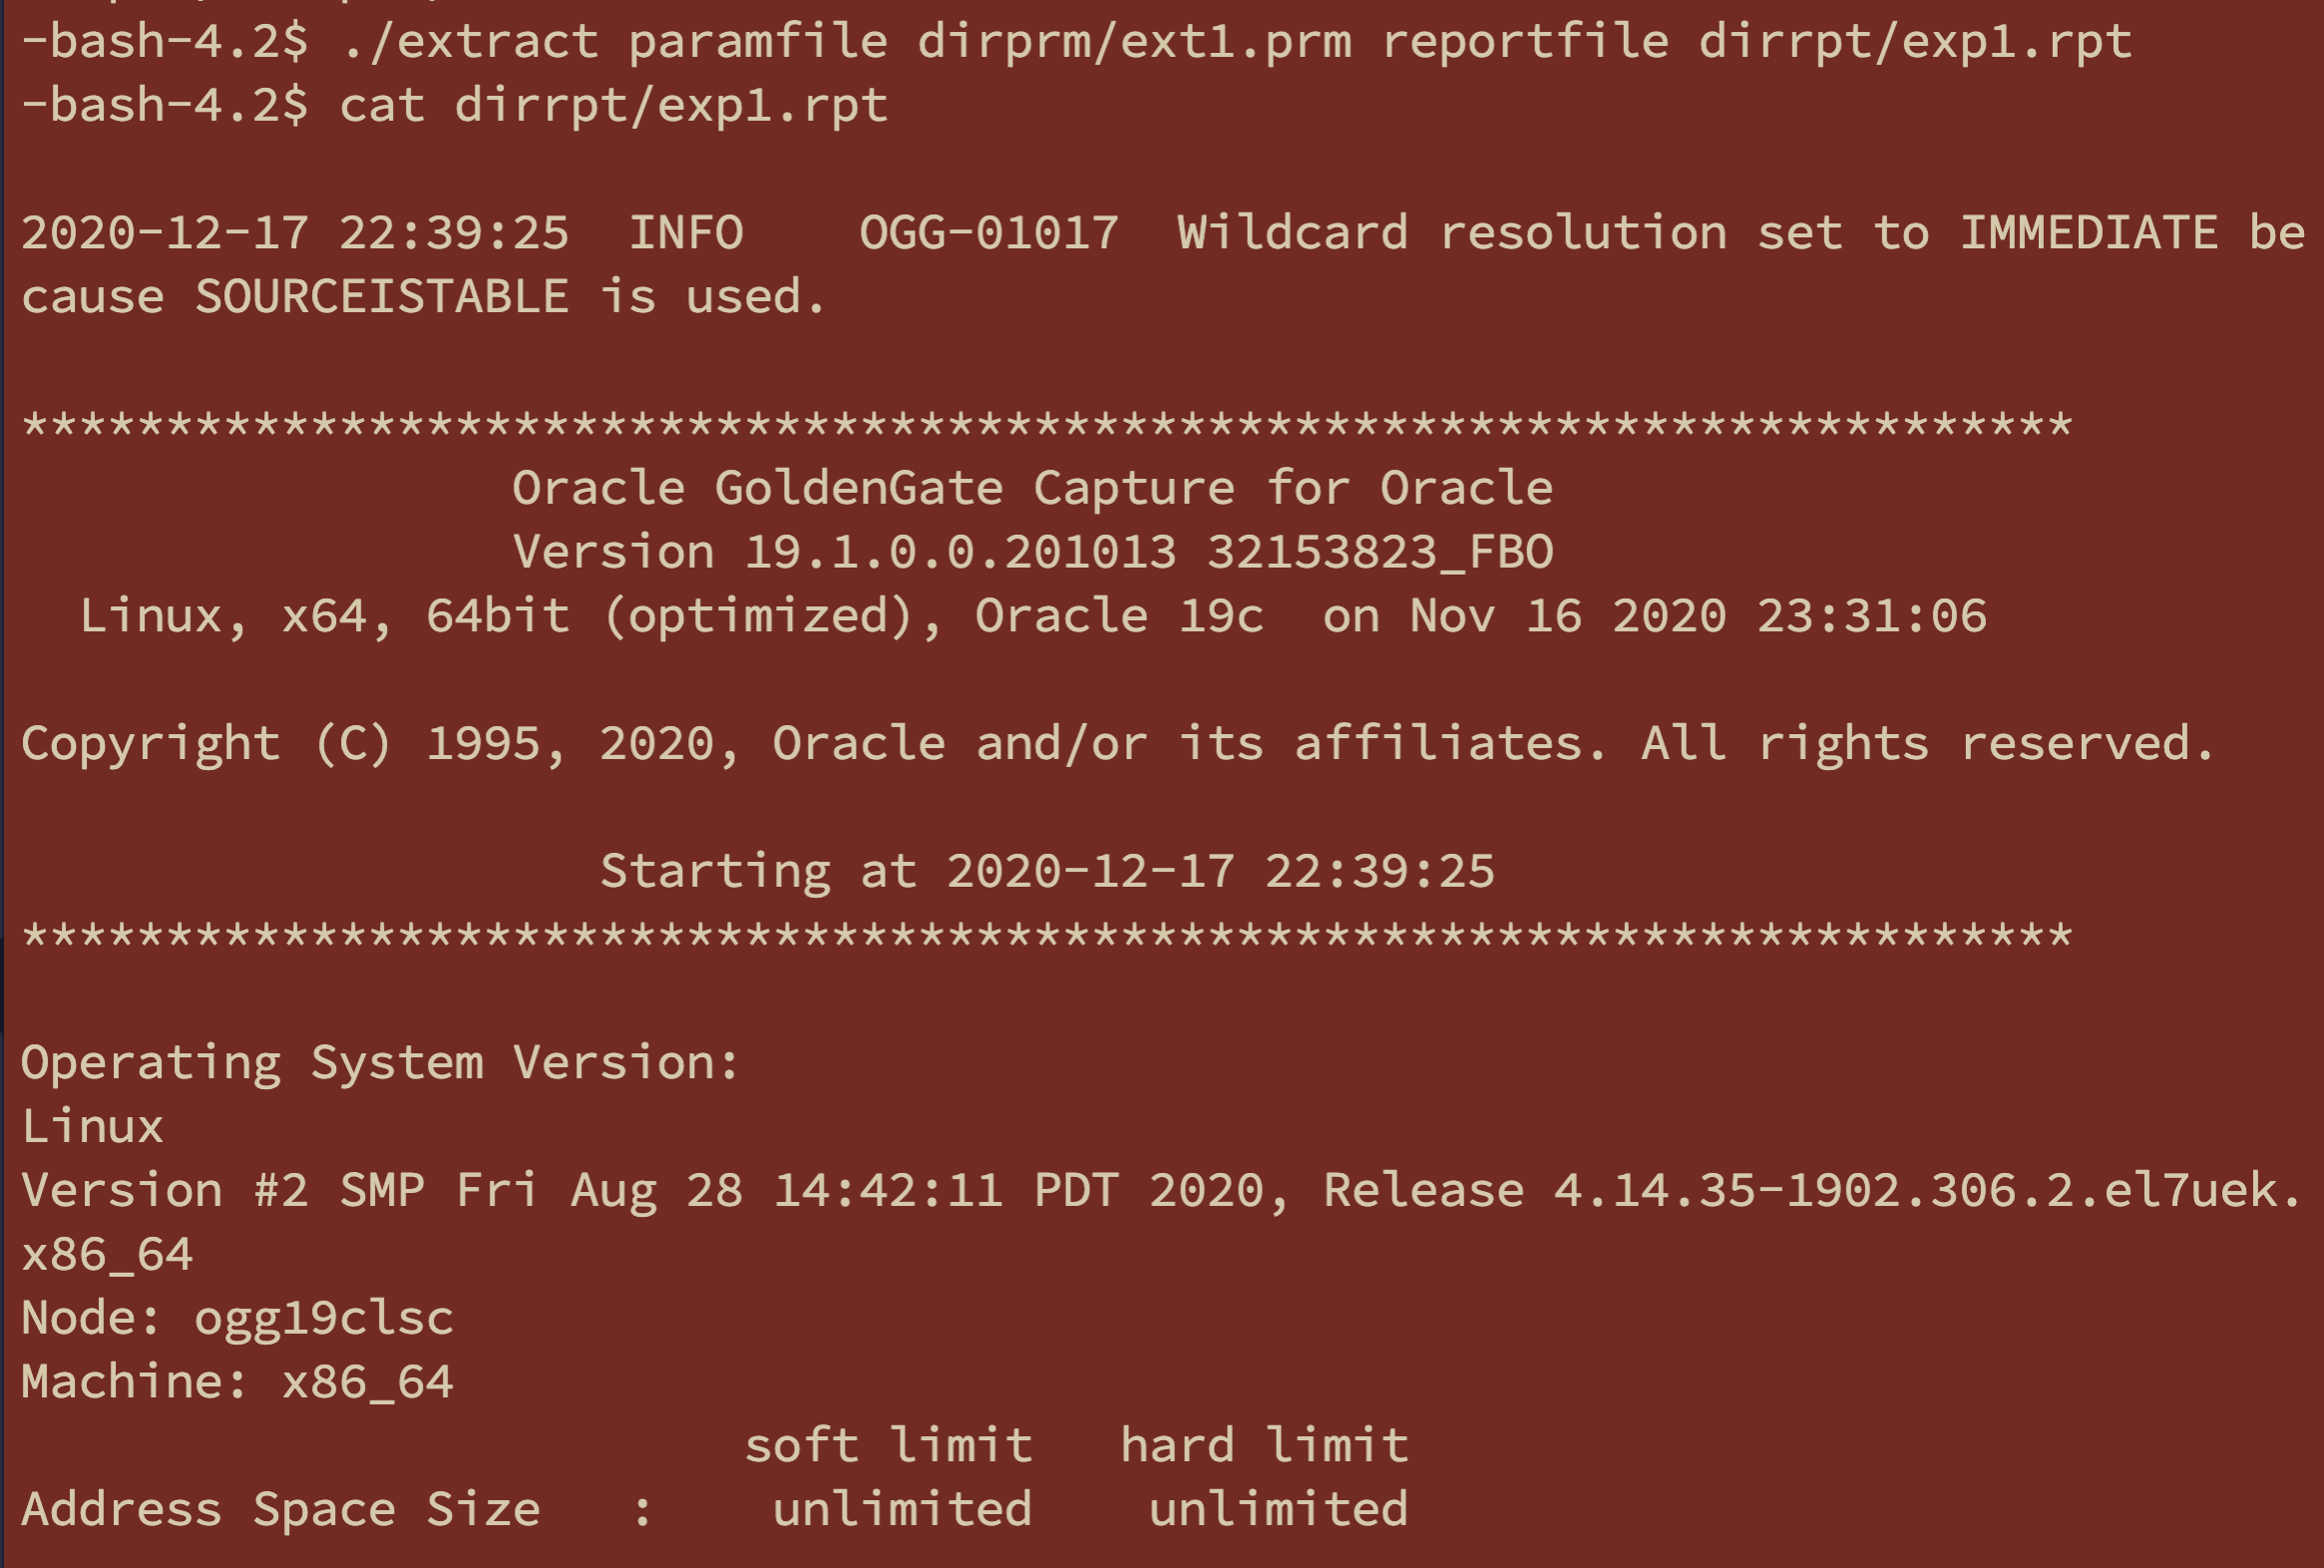 -bash-4.2$ ./extract paramfile dirprm/ext1.prm reportfile dirrpt/exp1.rpt
-bash-4.2$ cat dirrpt/exp1.rpt
2020-12-17 22:39:25  INFO    OGG-01017  Wildcard resolution set to IMMEDIATE be
cause SOURCEISTABLE is used.
***********************************************************************
Oracle GoldenGate Capture for Oracle
Version 19.1.0.0.201013 32153823_FBO
Linux, x64, 64bit (optimized), Oracle 19c  on Nov 16 2020 23:31:06
Copyright (C) 1995, 2020, Oracle and/or its affiliates. All rights reserved.
Starting at 2020-12-17 22:39:25
***********************************************************************
Operating System Version:
Linux
Version #2 SMP Fri Aug 28 14:42:11 PDT 2020, Release 4.14.35-1902.306.2.el7uek.
x86_64
Node: ogg19clsc
Machine: x86_64
soft limit   hard limit
Address Space Size   :    unlimited    unlimited